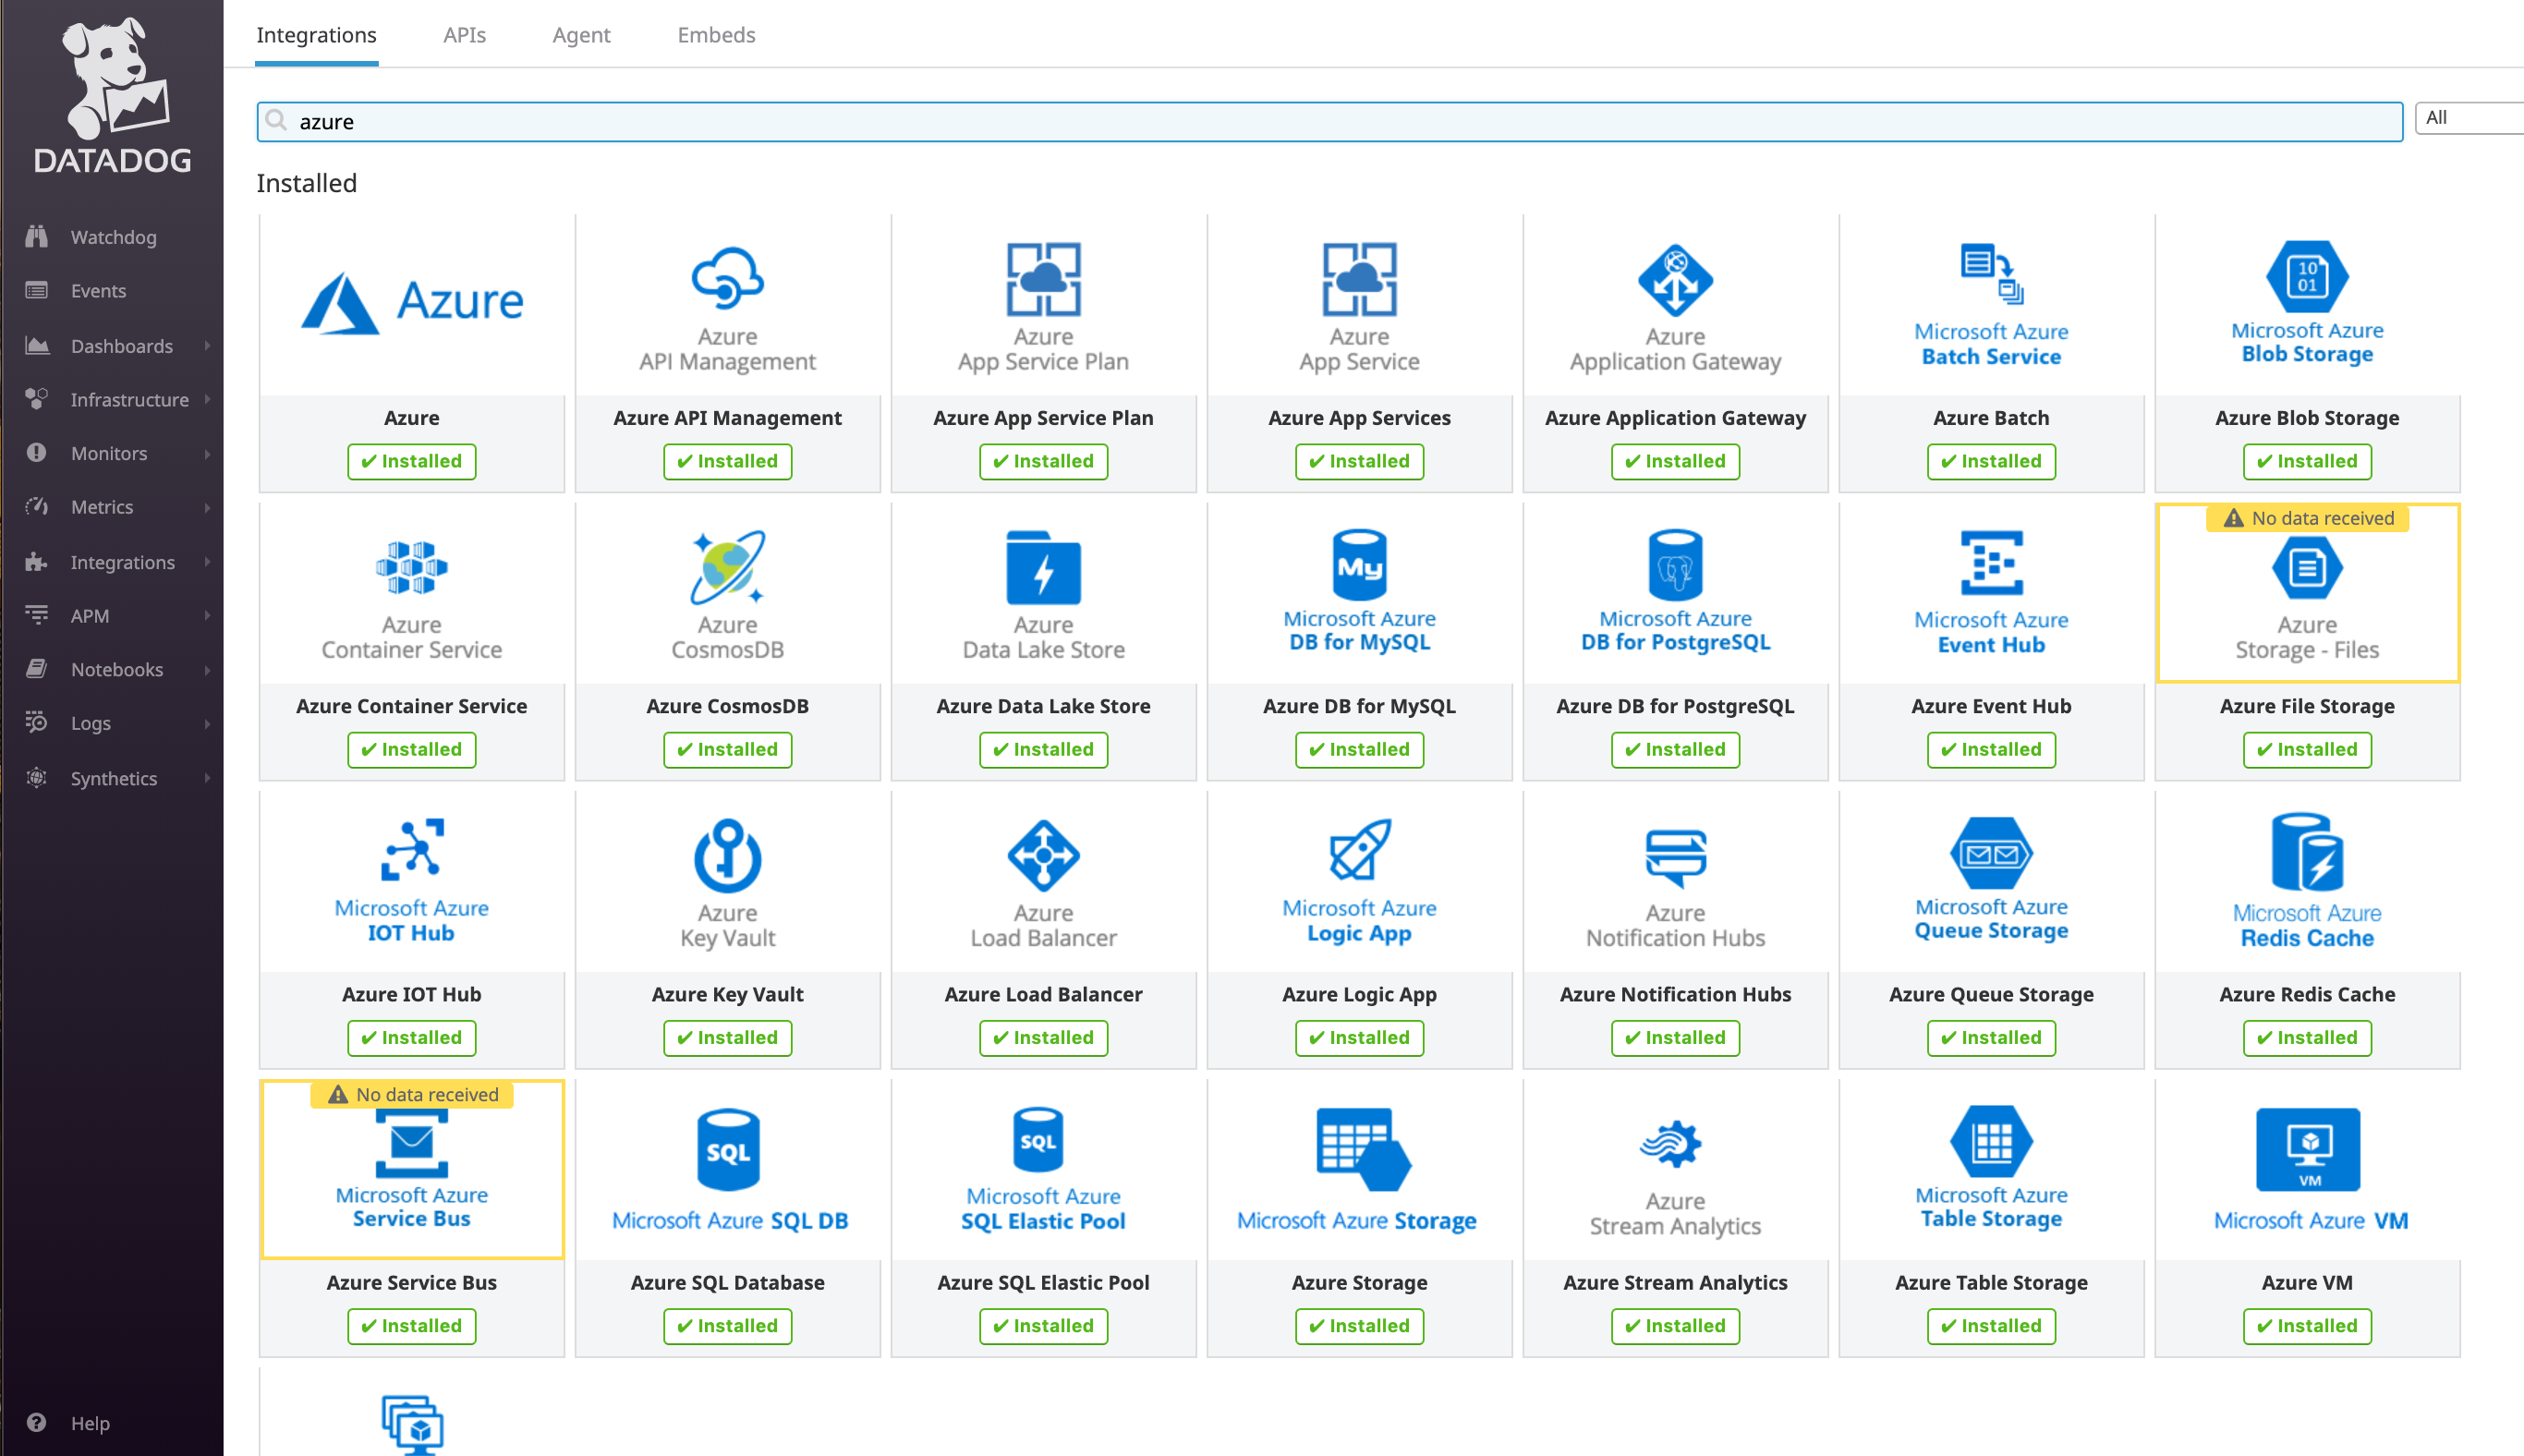 DATADOG
Watchdog
Events
Dashboards
Infrastructure
Monitors
Metrics
Integrations
APM
Notebooks
Logs
Synthetics
Help
Integrations APIs Agent Embeds
azure
All
Installed
Azure
Azure
✔ Installed
Azure
API Management
Azure API Management
✔ Installed
Azure
App Service Plan
Azure App Service Plan
✔ Installed
Azure
App Service
Azure App Services
✔ Installed
Azure
Application Gateway
Azure Application Gateway
✔ Installed
Microsoft Azure
Batch Service
Azure Batch
✔ Installed
10
01
Microsoft Azure
Blob Storage
Azure Blob Storage
✔ Installed
Azure
Container Service
Azure Container Service
✔ Installed
Azure
CosmosDB
Azure CosmosDB
✔ Installed
Azure
Data Lake Store
Azure Data Lake Store
✔ Installed
My
Microsoft Azure
DB for MySQL
Azure DB for MySQL
✔ Installed
Microsoft Azure
DB for PostgreSQL
Azure DB for PostgreSQL
✔ Installed
Microsoft Azure
Event Hub
Azure Event Hub
✔ Installed
No data received
Azure
Storage - Files
Azure File Storage
✔ Installed
Microsoft Azure
IOT Hub
Azure IOT Hub
✔ Installed
Azure
Key Vault
Azure Key Vault
✔ Installed
Azure
Load Balancer
Azure Load Balancer
✔ Installed
Microsoft Azure
Logic App
Azure Logic App
✔ Installed
Azure
Notification Hubs
Azure Notification Hubs
✔ Installed
Microsoft Azure
Queue Storage
Azure Queue Storage
✔ Installed
Microsoft Azure
Redis Cache
Azure Redis Cache
✔ Installed
No data received
Microsoft Azure
Service Bus
Azure Service Bus
✔ Installed
SQL
Microsoft Azure SQL DB
Azure SQL Database
✔ Installed
SQL
Microsoft Azure
SQL Elastic Pool
Azure SQL Elastic Pool
✔ Installed
Microsoft Azure Storage
Azure Storage
✔ Installed
Azure
Stream Analytics
Azure Stream Analytics
✔ Installed
Microsoft Azure
Table Storage
Azure Table Storage
✔ Installed
VM
Microsoft Azure VM
Azure VM
✔ Installed